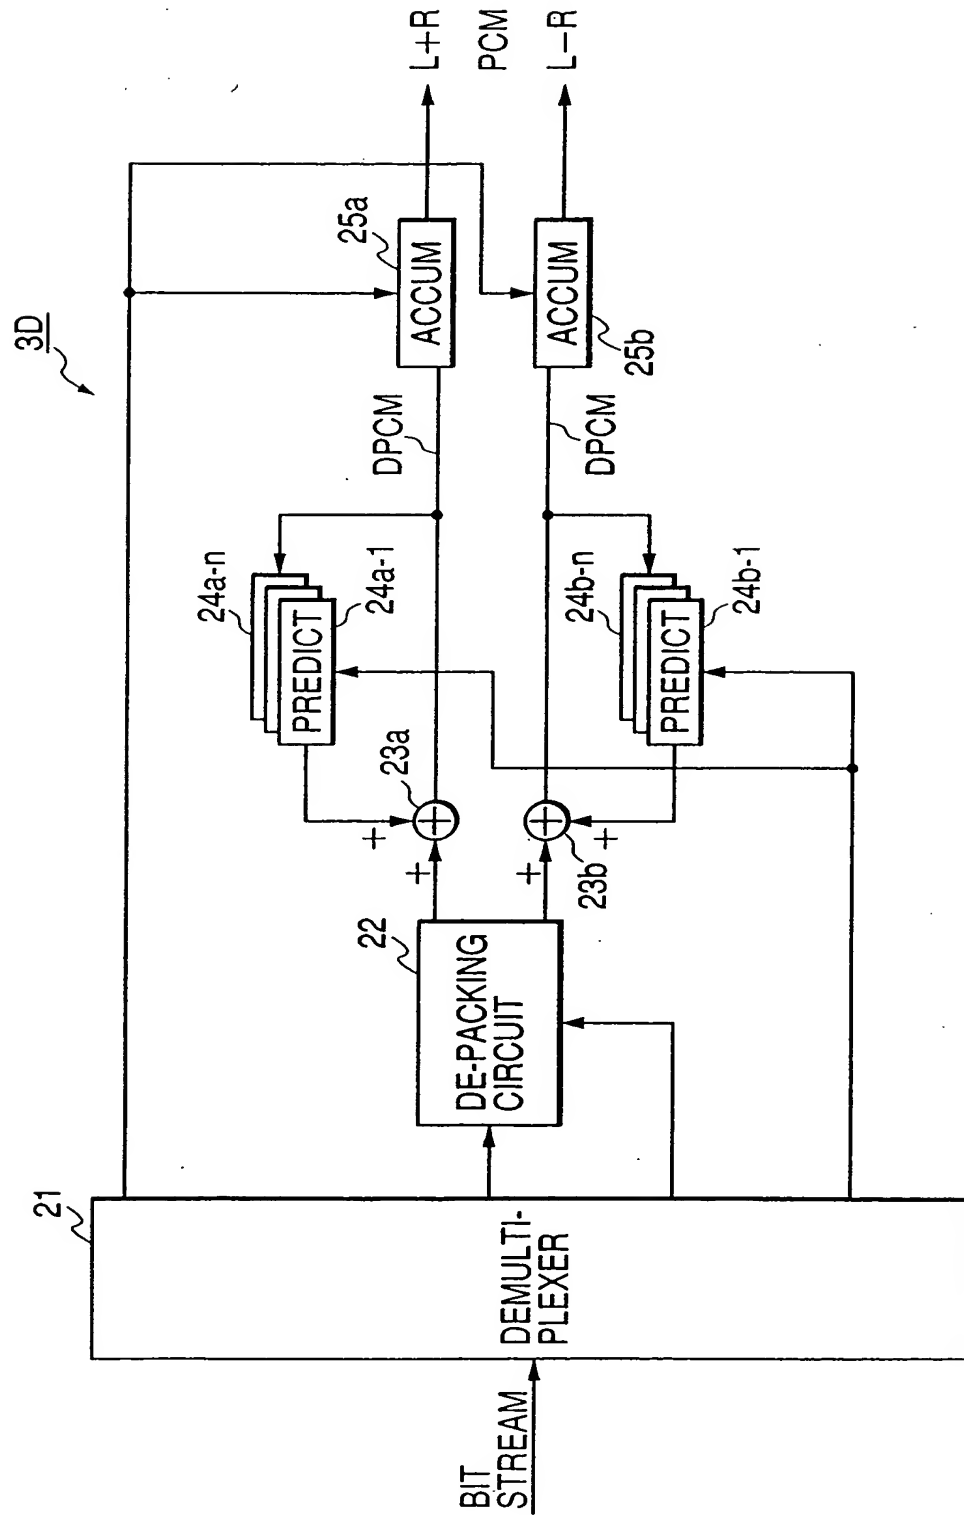 3D
21
BIT
STREAM
DEMULTI-
PLEXER
22
DE-PACKING
CIRCUIT
+
+
23a
+
+
23b
24a-n
PREDICT
24a-1
24b-n
PREDICT
24b-1
DPCM
DPCM
25a
ACCUM
ACCUM
25b
L+R
PCM
L−R